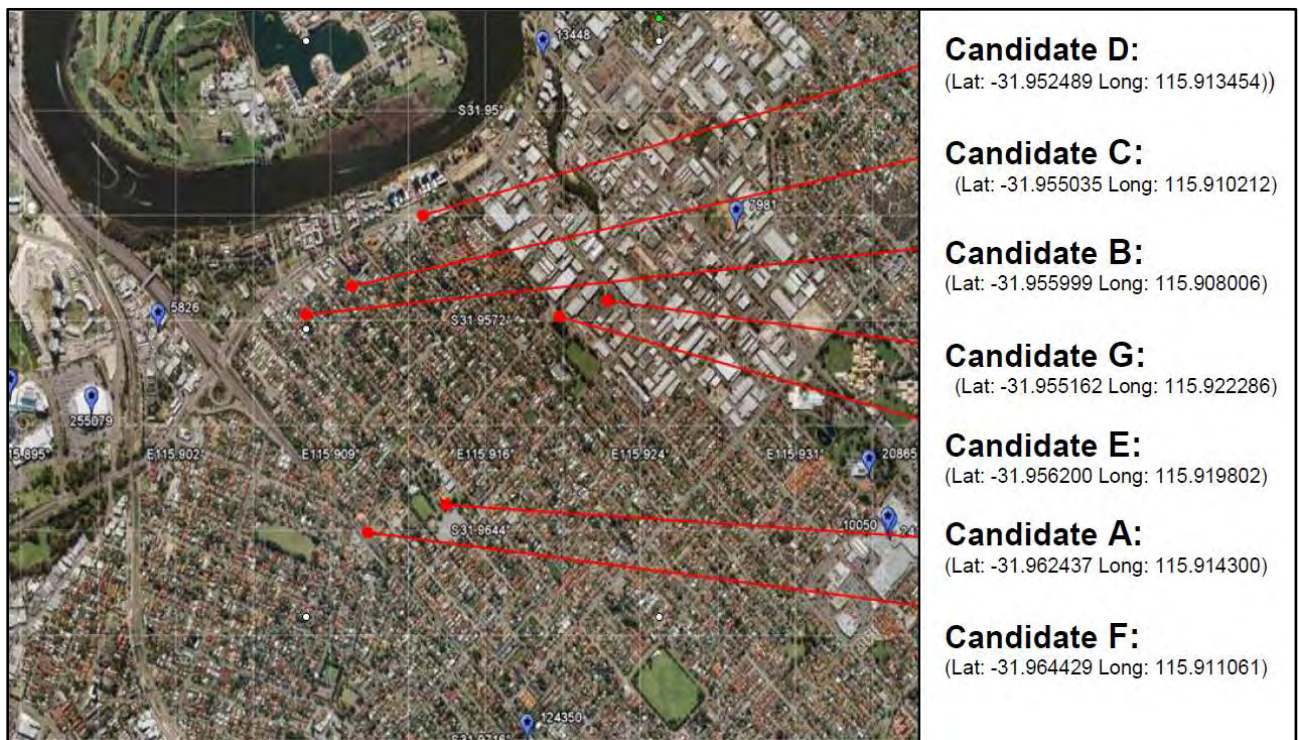 13448
S31.95°
7981
5826
S31.9572°
255079
E115.902°
E115.909°
E115.916°
E115.924°
E115.931°
20865
10050
S31.9644°
124350
Candidate D:
(Lat: -31.952489 Long: 115.913454))
Candidate C:
(Lat: -31.955035 Long: 115.910212)
Candidate B:
(Lat: -31.955999 Long: 115.908006)
Candidate G:
(Lat: -31.955162 Long: 115.922286)
Candidate E:
(Lat: -31.956200 Long: 115.919802)
Candidate A:
(Lat: -31.962437 Long: 115.914300)
Candidate F:
(Lat: -31.964429 Long: 115.911061)